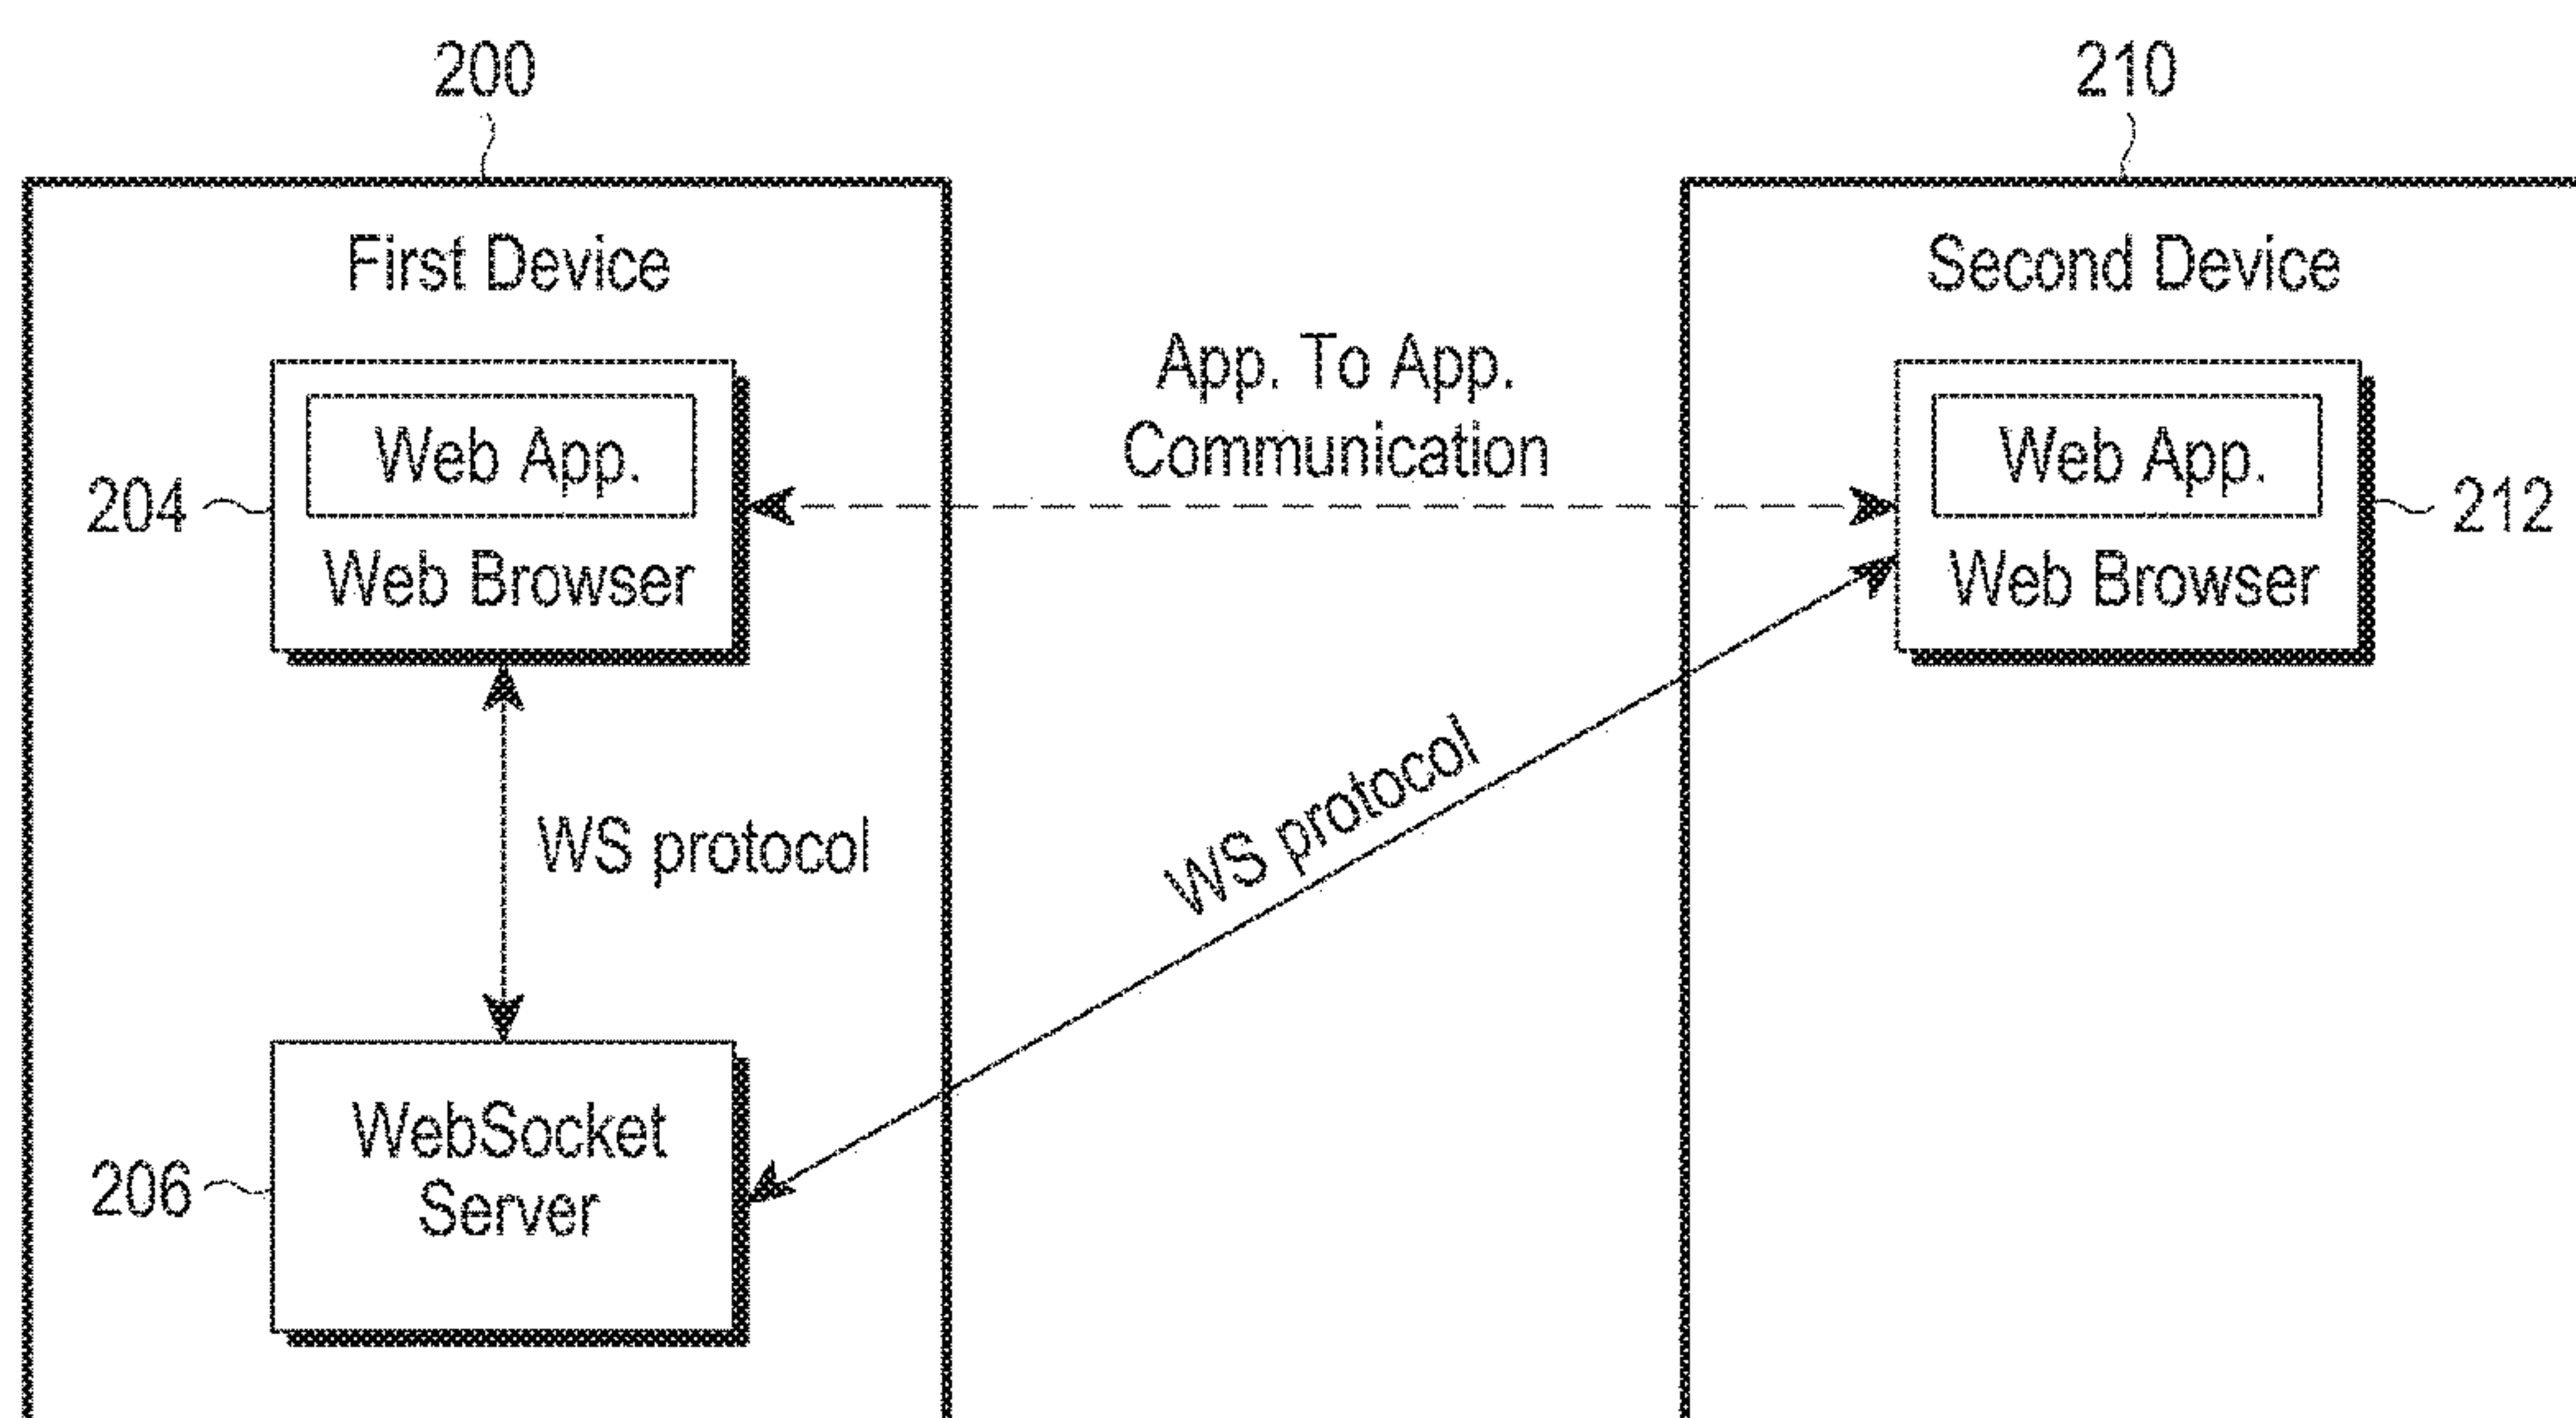 200
210
First Device
Second Device
App. To App.
Communication
Web App.
Web App.
204
212
Web Browser
Web Browser
WS protocol
WS protocol
WebSocket
Server
206